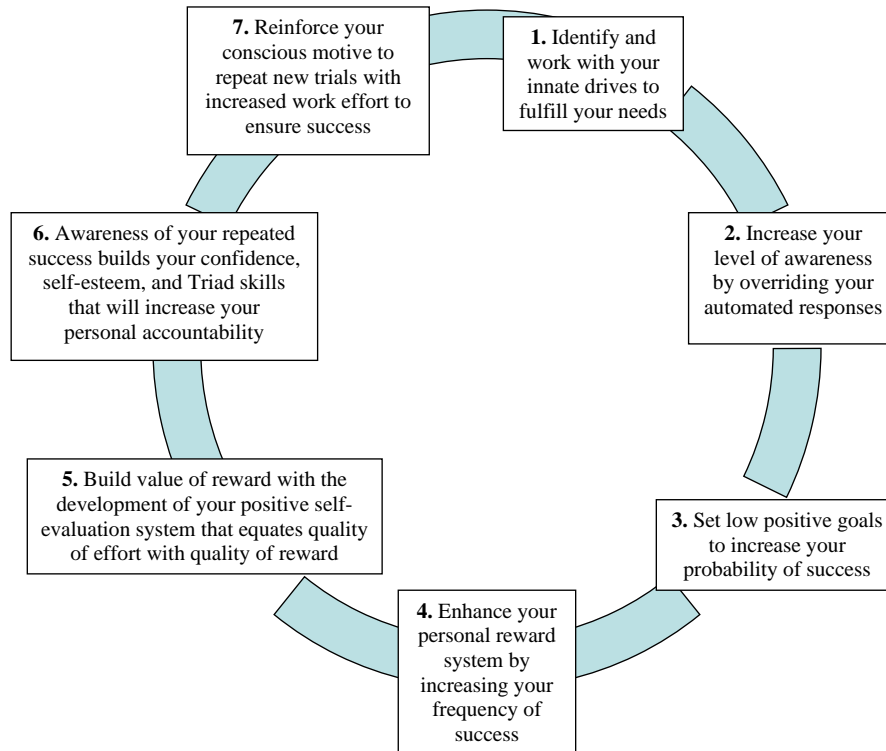 1. Identify and
work with your
innate drives to
fulfill your needs
2. Increase your
level of awareness
by overriding your
automated responses
3. Set low positive goals
to increase your
probability of success
4. Enhance your
personal reward
system by
increasing your
frequency of
success
5. Build value of reward with the
development of your positive self-
evaluation system that equates quality
of effort with quality of reward
6. Awareness of your repeated
success builds your confidence,
self-esteem, and Triad skills
that will increase your
personal accountability
7. Reinforce your
conscious motive to
repeat new trials with
increased work effort to
ensure success